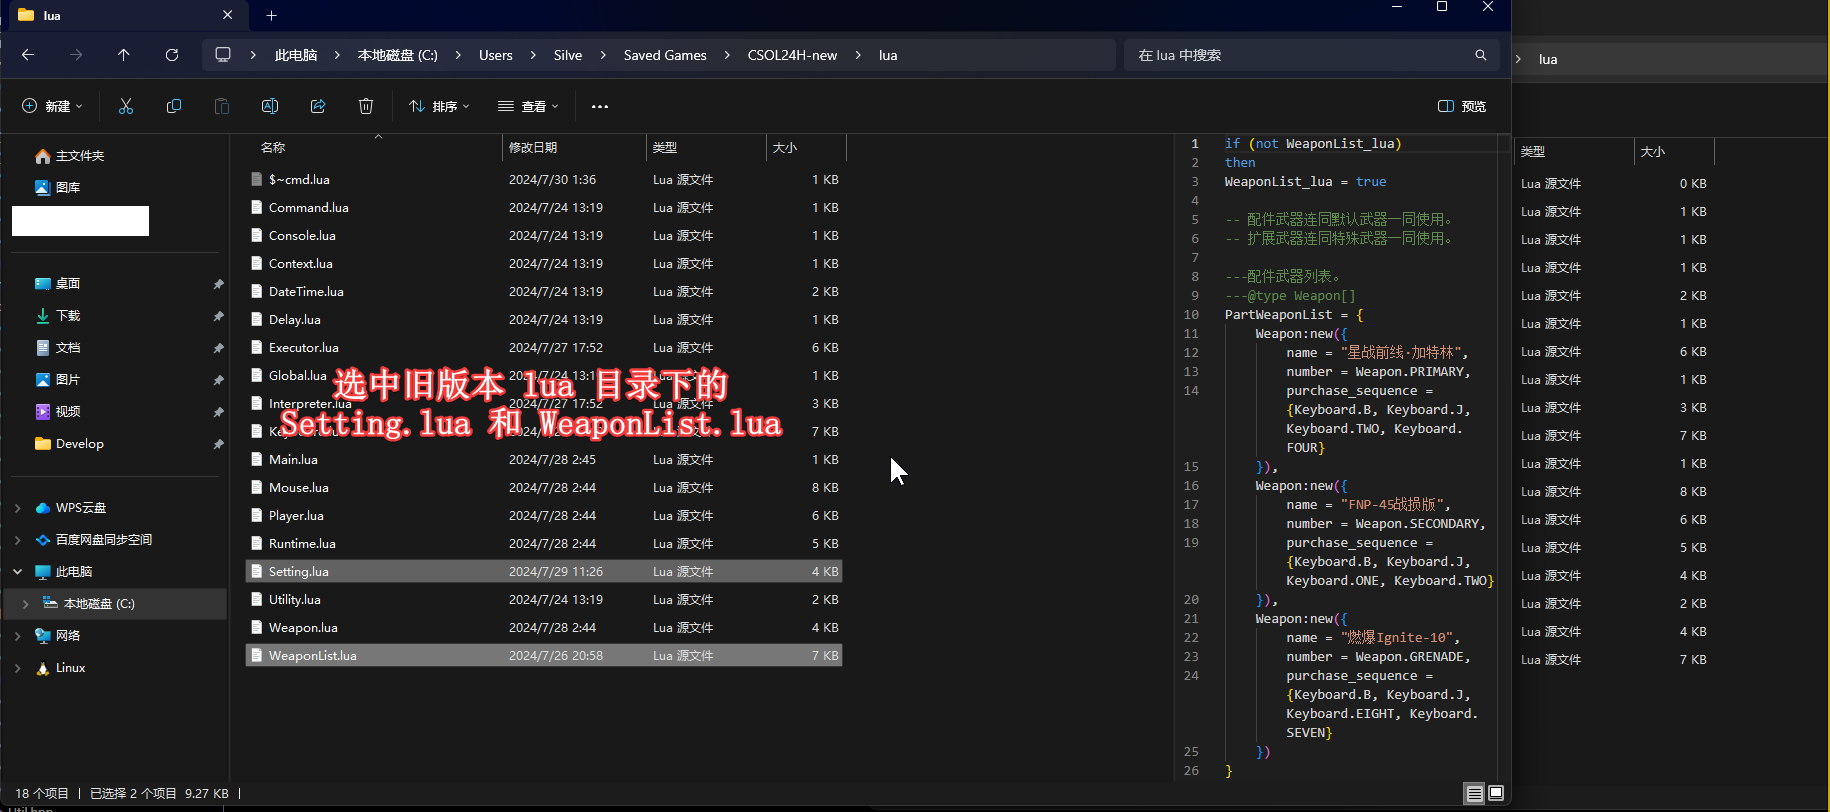 lua
此电脑
本地磁盘 (C:)
Users
Silve
Saved Games
CSOL24H-new
lua
在 lua 中搜索
lua
新建
排序
查看
预览
主文件夹
图库
桌面
下载
文档
图片
视频
Develop
WPS云盘
百度网盘同步空间
此电脑
本地磁盘 (C:)
网络
Linux
名称 修改日期 类型 大小
$~cmd.lua 2024/7/30 1:36 Lua 源文件 1 KB
Command.lua 2024/7/24 13:19 Lua 源文件 1 KB
Console.lua 2024/7/24 13:19 Lua 源文件 1 KB
Context.lua 2024/7/24 13:19 Lua 源文件 1 KB
DateTime.lua 2024/7/24 13:19 Lua 源文件 2 KB
Delay.lua 2024/7/24 13:19 Lua 源文件 1 KB
Executor.lua 2024/7/27 17:52 Lua 源文件 6 KB
Global.lua Lua 源文件 1 KB
Interpreter.lua 2024/7/27 17:52 Lua 源文件 3 KB
Lua 源文件 7 KB
Main.lua 2024/7/28 2:45 Lua 源文件 1 KB
Mouse.lua 2024/7/28 2:44 Lua 源文件 8 KB
Player.lua 2024/7/28 2:44 Lua 源文件 6 KB
Runtime.lua 2024/7/28 2:44 Lua 源文件 5 KB
Setting.lua 2024/7/29 11:26 Lua 源文件 4 KB
Utility.lua 2024/7/24 13:19 Lua 源文件 2 KB
Weapon.lua 2024/7/28 2:44 Lua 源文件 4 KB
WeaponList.lua 2024/7/26 20:58 Lua 源文件 7 KB
选中旧版本 lua 目录下的
Setting.lua 和 WeaponList.lua
1 if (not WeaponList_lua)
2 then
3 WeaponList_lua = true
4
5 -- 配件武器连同默认武器一同使用。
6 -- 扩展武器连同特殊武器一同使用。
7
8 ---配件武器列表。
9 ---@type Weapon[]
10 PartWeaponList = {
11 Weapon:new({
12 name = "星战前线·加特林",
13 number = Weapon.PRIMARY,
14 purchase_sequence =
{Keyboard.B, Keyboard.J,
Keyboard.TWO, Keyboard.
FOUR}
15 }),
16 Weapon:new({
17 name = "FNP-45战损版",
18 number = Weapon.SECONDARY,
19 purchase_sequence =
{Keyboard.B, Keyboard.J,
Keyboard.ONE, Keyboard.TWO}
20 }),
21 Weapon:new({
22 name = "燃爆Ignite-10",
23 number = Weapon.GRENADE,
24 purchase_sequence =
{Keyboard.B, Keyboard.J,
Keyboard.EIGHT, Keyboard.
SEVEN}
25 })
26 }
类型 大小
Lua 源文件 0 KB
Lua 源文件 1 KB
Lua 源文件 1 KB
Lua 源文件 1 KB
Lua 源文件 2 KB
Lua 源文件 1 KB
Lua 源文件 6 KB
Lua 源文件 1 KB
Lua 源文件 3 KB
Lua 源文件 7 KB
Lua 源文件 1 KB
Lua 源文件 8 KB
Lua 源文件 6 KB
Lua 源文件 5 KB
Lua 源文件 4 KB
Lua 源文件 2 KB
Lua 源文件 4 KB
Lua 源文件 7 KB
18 个项目 | 已选择 2 个项目 9.27 KB |